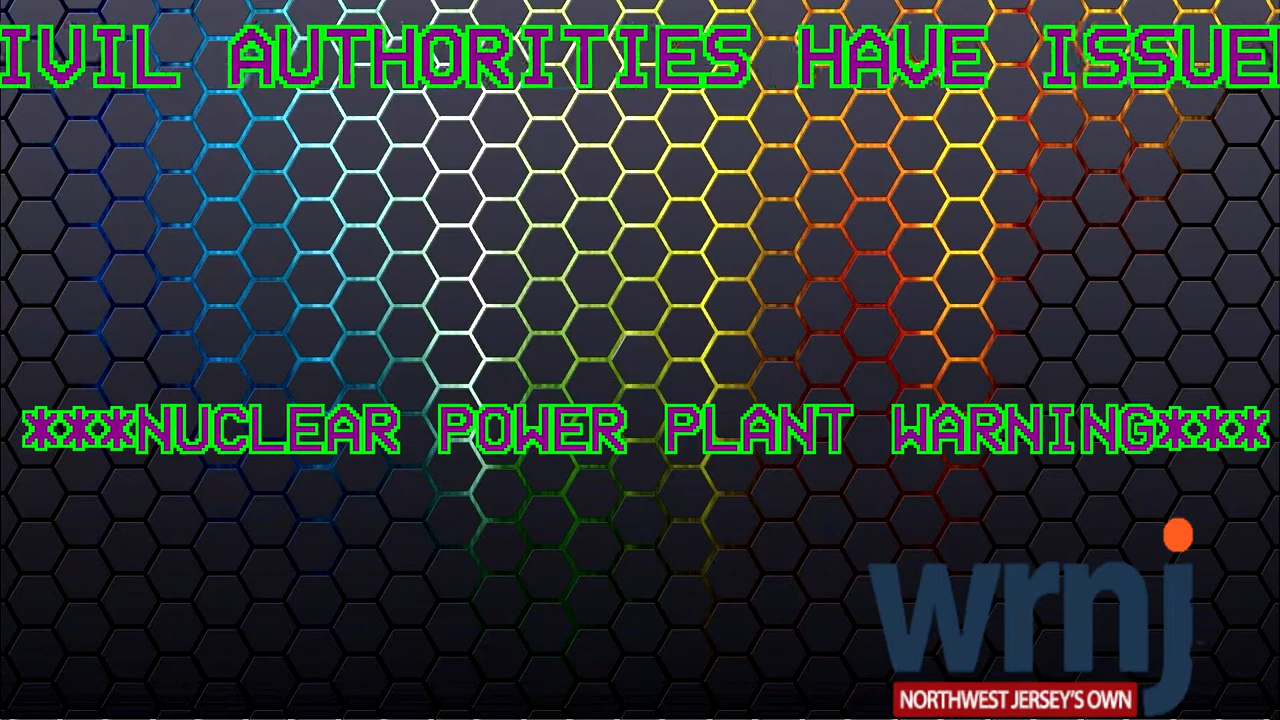 IVIL AUTHORITIES HAVE ISSUE
***NUCLEAR POWER PLANT WARNING***
wrnj
NORTHWEST JERSEY'S OWN